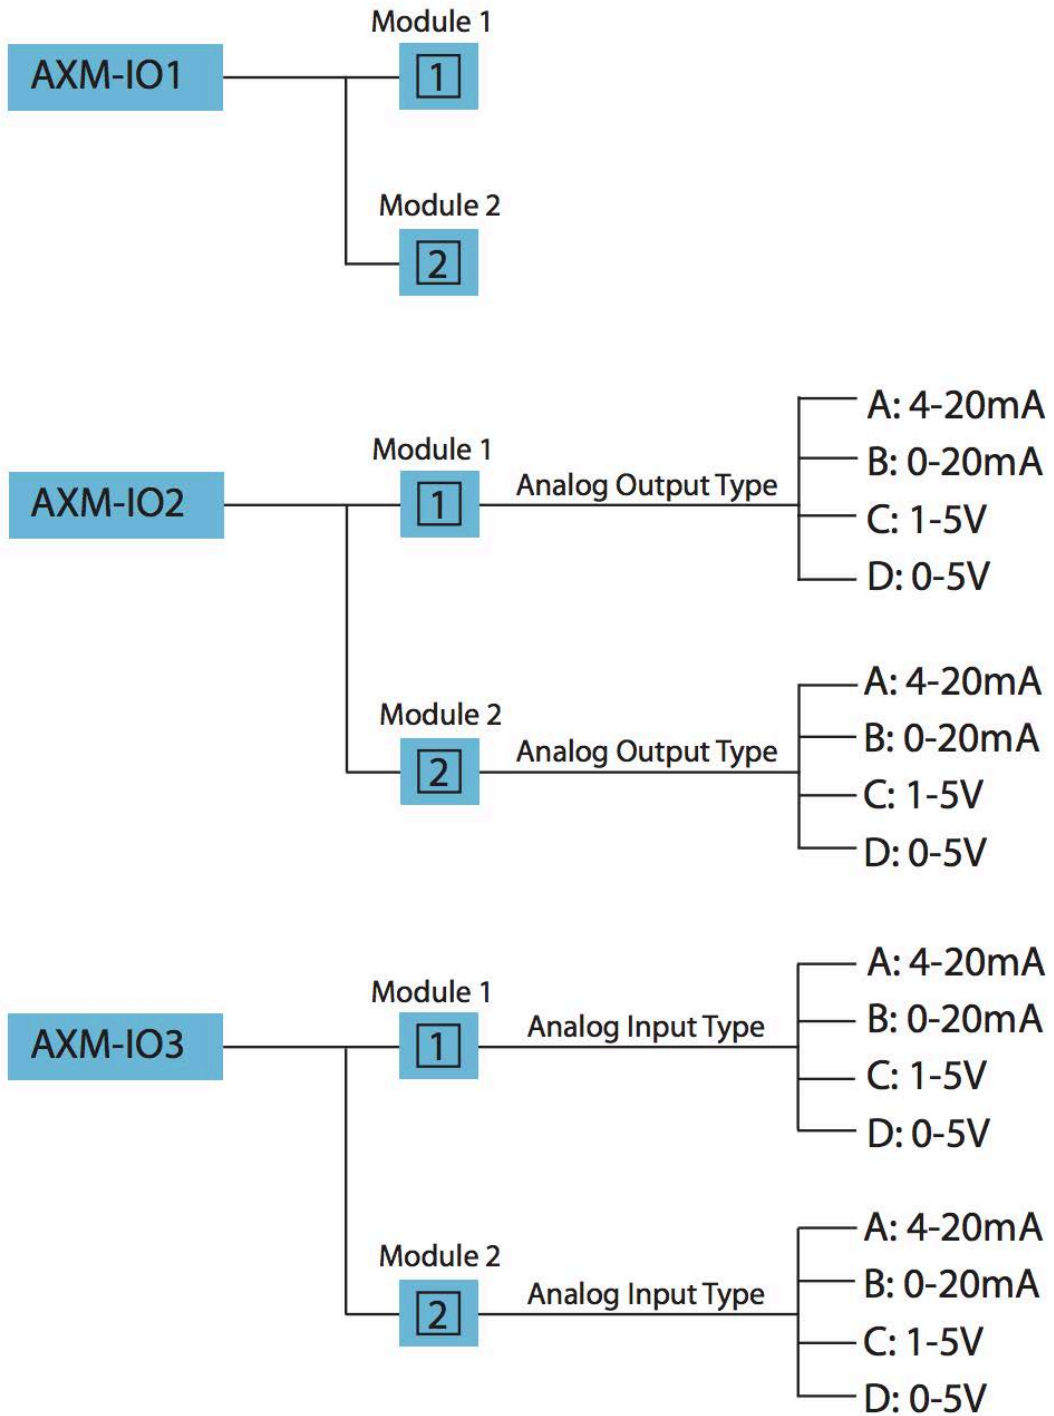 Module 1
AXM-IO1
1
Module 2
2
AXM-IO2
Module 1
1
Analog Output Type
A: 4-20mA
B: 0-20mA
C: 1-5V
D: 0-5V
Module 2
2
Analog Output Type
A: 4-20mA
B: 0-20mA
C: 1-5V
D: 0-5V
AXM-IO3
Module 1
1
Analog Input Type
A: 4-20mA
B: 0-20mA
C: 1-5V
D: 0-5V
Module 2
2
Analog Input Type
A: 4-20mA
B: 0-20mA
C: 1-5V
D: 0-5V